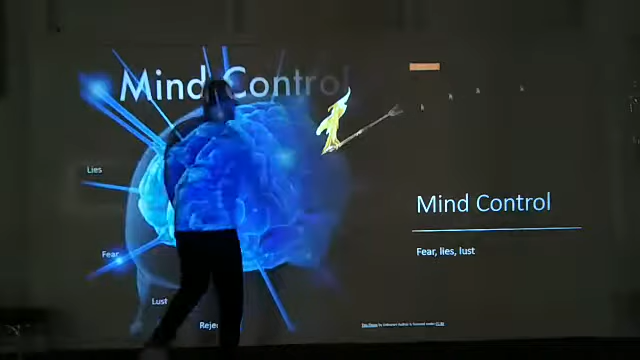 Mind Control
Lies
Fear
Lust
Mind Control
Fear, lies, lust